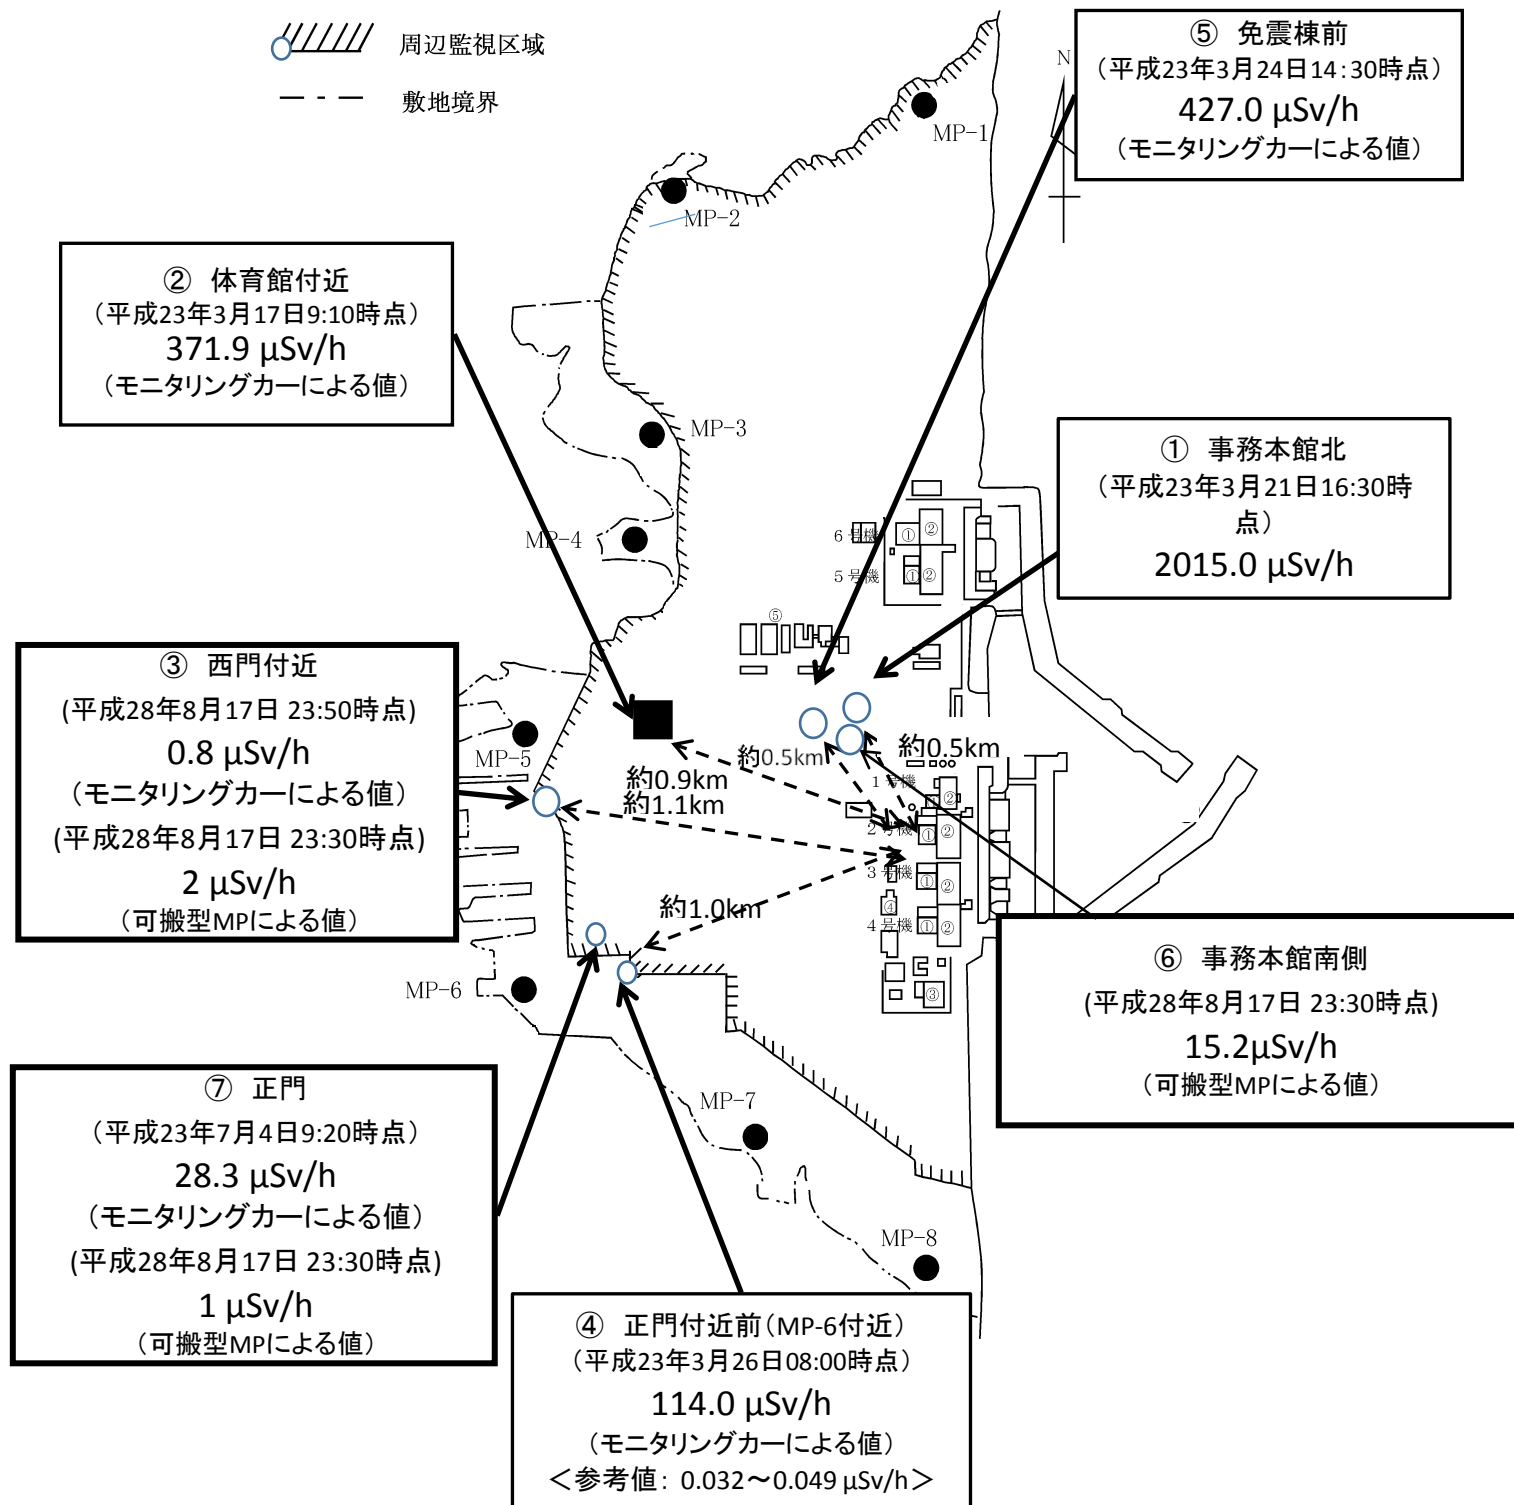 周辺監視区域
敷地境界
N
⑤ 免震棟前
（平成23年3月24日14:30時点）
427.0 μSv/h
（モニタリングカーによる値）
MP-1
MP-2
② 体育館付近
（平成23年3月17日9:10時点）
371.9 μSv/h
（モニタリングカーによる値）
MP-3
① 事務本館北
（平成23年3月21日16:30時
点）
2015.0 μSv/h
MP-4
6号機
①
②
5号機
①
②
⑤
③ 西門付近
(平成28年8月17日 23:50時点)
0.8 μSv/h
（モニタリングカーによる値）
(平成28年8月17日 23:30時点)
2 μSv/h
（可搬型MPによる値）
MP-5
約0.5km
約0.5km
約0.9km
約1.1km
1号機
①
②
2号機
①
②
3号機
①
②
④
4号機
①
②
約1.0km
③
MP-6
⑥ 事務本館南側
(平成28年8月17日 23:30時点)
15.2μSv/h
（可搬型MPによる値）
⑦ 正門
（平成23年7月4日9:20時点）
28.3 μSv/h
（モニタリングカーによる値）
(平成28年8月17日 23:30時点)
1 μSv/h
（可搬型MPによる値）
MP-7
MP-8
④ 正門付近前（MP-6付近）
（平成23年3月26日08:00時点）
114.0 μSv/h
（モニタリングカーによる値）
＜参考値：0.032～0.049 μSv/h＞